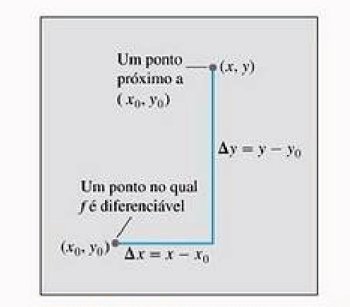 Um ponto
próximo a
(x₀, y₀)
(x, y)
Δy = y − y₀
Um ponto no qual
f é diferenciável
(x₀, y₀)
Δx = x − x₀